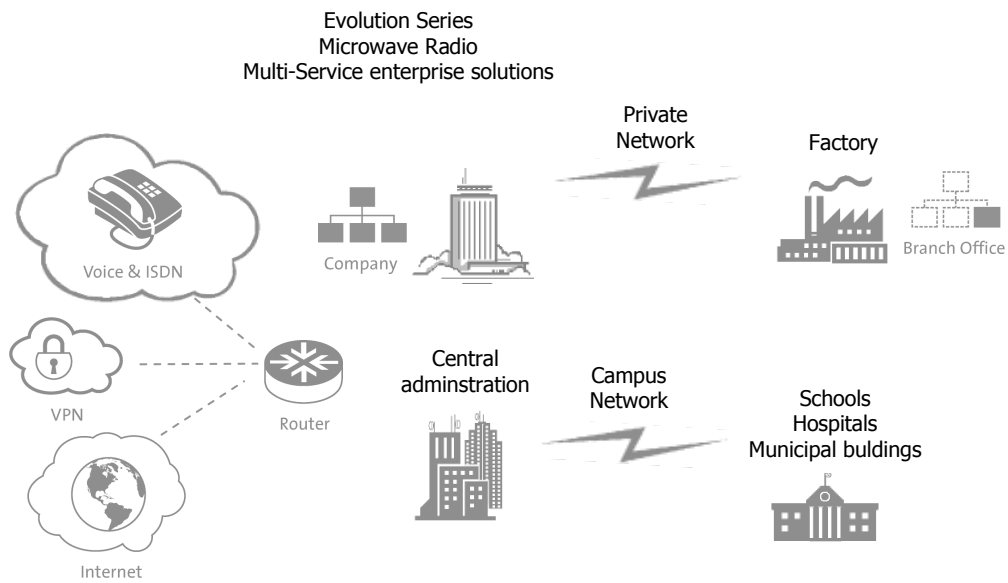 Evolution Series
Microwave Radio
Multi-Service enterprise solutions
Private
Network
Factory
Voice & ISDN
Company
Branch Office
VPN
Router
Central
adminstration
Campus
Network
Schools
Hospitals
Municipal buldings
Internet